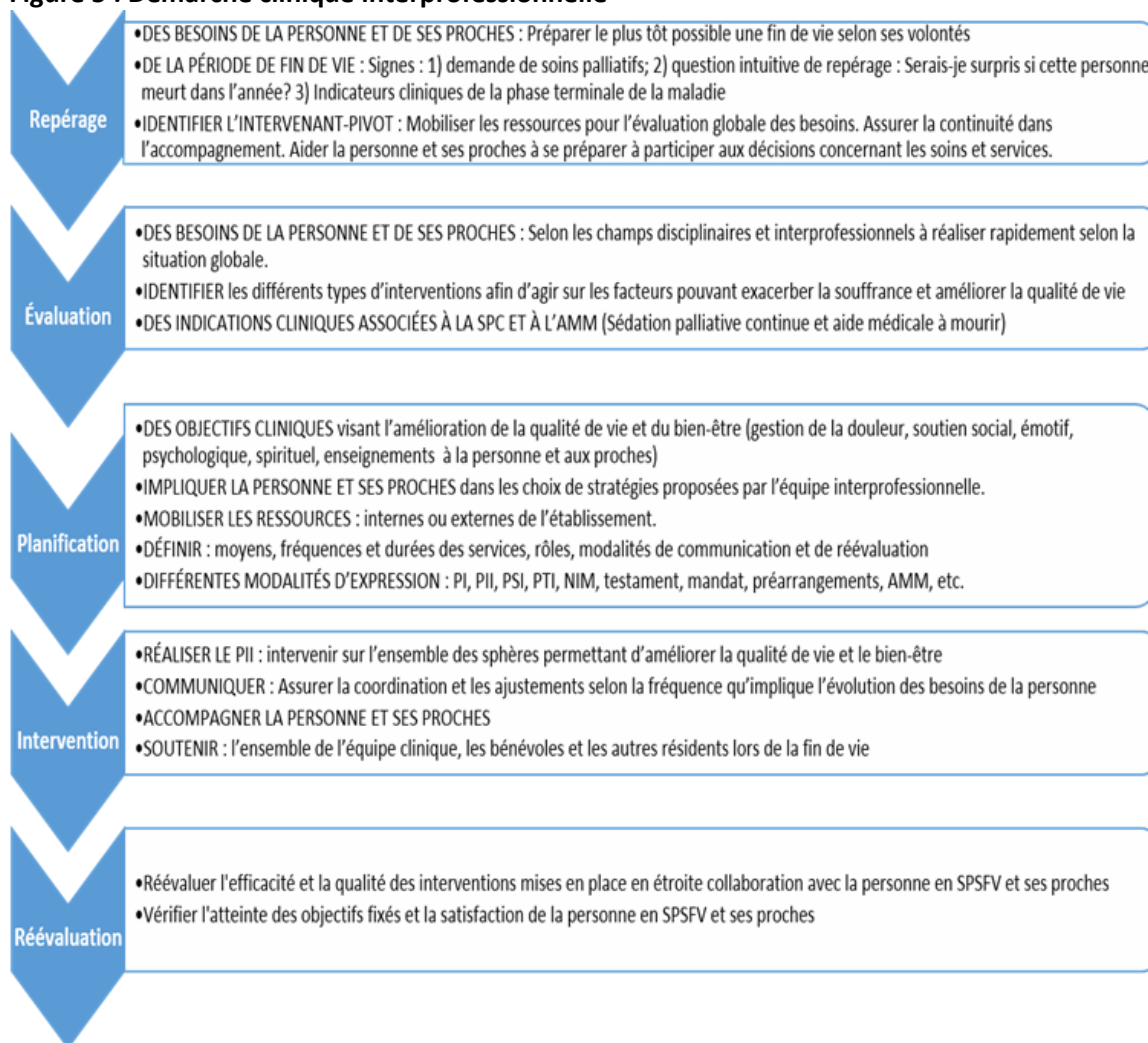 Figure 5 : Démarche clinique interprofessionnelle
Repérage
•DES BESOINS DE LA PERSONNE ET DE SES PROCHES : Préparer le plus tôt possible une fin de vie selon ses volontés
•DE LA PÉRIODE DE FIN DE VIE : Signes : 1) demande de soins palliatifs; 2) question intuitive de repérage : Serais-je surpris si cette personne
meurt dans l'année? 3) Indicateurs cliniques de la phase terminale de la maladie
•IDENTIFIER L'INTERVENANT-PIVOT : Mobiliser les ressources pour l'évaluation globale des besoins. Assurer la continuité dans
l'accompagnement. Aider la personne et ses proches à se préparer à participer aux décisions concernant les soins et services.
Évaluation
•DES BESOINS DE LA PERSONNE ET DE SES PROCHES : Selon les champs disciplinaires et interprofessionnels à réaliser rapidement selon la
situation globale.
•IDENTIFIER les différents types d'interventions afin d'agir sur les facteurs pouvant exacerber la souffrance et améliorer la qualité de vie
•DES INDICATIONS CLINIQUES ASSOCIÉES À LA SPC ET À L'AMM (Sédation palliative continue et aide médicale à mourir)
Planification
•DES OBJECTIFS CLINIQUES visant l'amélioration de la qualité de vie et du bien-être (gestion de la douleur, soutien social, émotif,
psychologique, spirituel, enseignements à la personne et aux proches)
•IMPLIQUER LA PERSONNE ET SES PROCHES dans les choix de stratégies proposées par l'équipe interprofessionnelle.
•MOBILISER LES RESSOURCES : internes ou externes de l'établissement.
•DÉFINIR : moyens, fréquences et durées des services, rôles, modalités de communication et de réévaluation
•DIFFÉRENTES MODALITÉS D'EXPRESSION : PI, PII, PSI, PTI, NIM, testament, mandat, préarrangements, AMM, etc.
Intervention
•RÉALISER LE PII : intervenir sur l'ensemble des sphères permettant d'améliorer la qualité de vie et le bien-être
•COMMUNIQUER : Assurer la coordination et les ajustements selon la fréquence qu'implique l'évolution des besoins de la personne
•ACCOMPAGNER LA PERSONNE ET SES PROCHES
•SOUTENIR : l'ensemble de l'équipe clinique, les bénévoles et les autres résidents lors de la fin de vie
Réévaluation
•Réévaluer l'efficacité et la qualité des interventions mises en place en étroite collaboration avec la personne en SPSFV et ses proches
•Vérifier l'atteinte des objectifs fixés et la satisfaction de la personne en SPSFV et ses proches